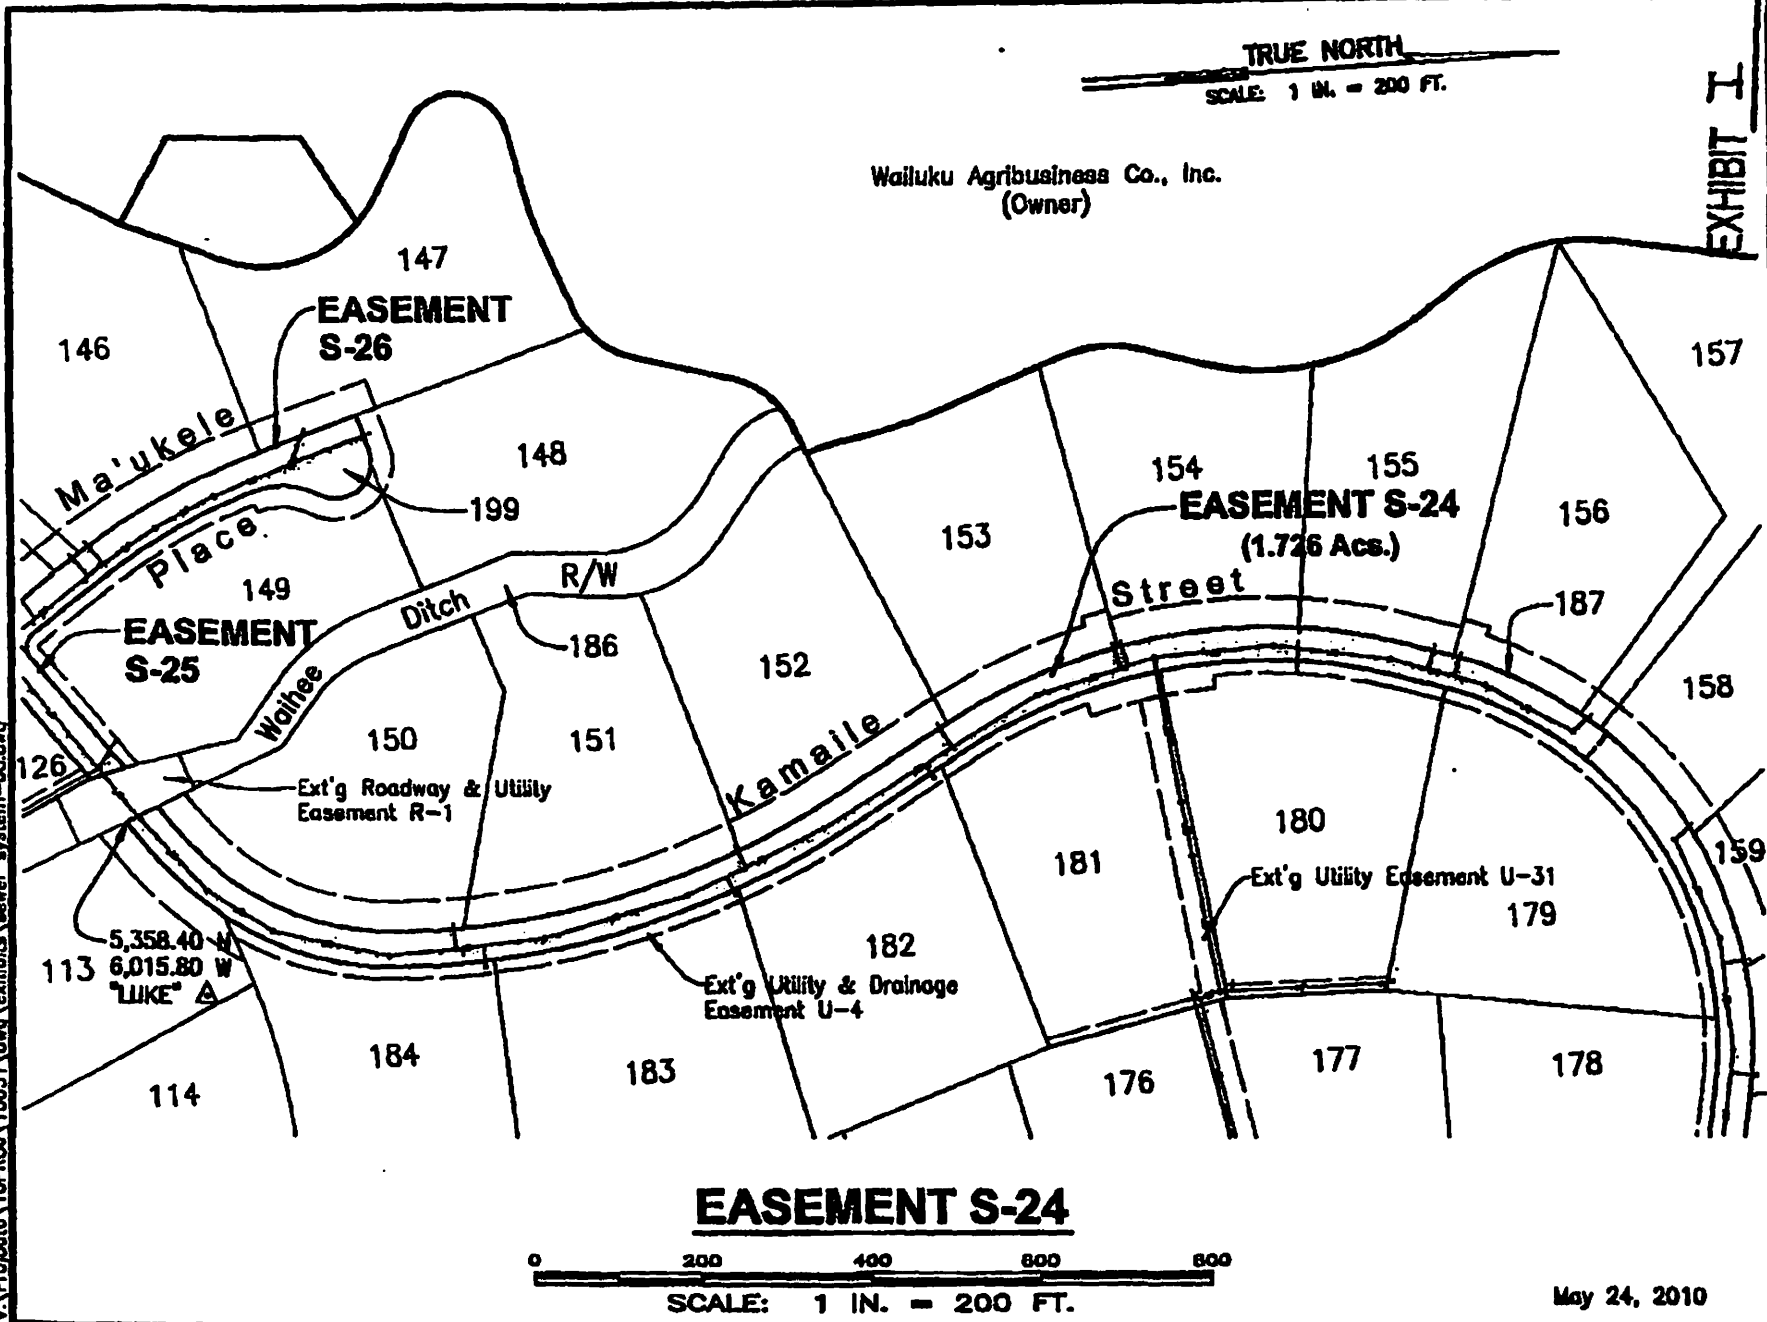 TRUE NORTH
SCALE: 1 IN. = 200 FT.
EXHIBIT I
Wailuku Agribusiness Co., Inc.
(Owner)
147
EASEMENT
S-26
146
157
Ma'ukele
Place
148
199
154
155
EASEMENT S-24
(1.726 Acs.)
156
153
149
R/W
Ditch
Waihee
Street
187
EASEMENT
S-25
186
152
158
150
151
126
Kamaile
Ext'g Roadway & Utility
Easement R-1
180
181
159
Ext'g Utility Easement U-31
179
5,358.40 N
6,015.80 W
"LUKE"
113
182
Ext'g Utility & Drainage
Easement U-4
184
183
114
176
177
178
EASEMENT S-24
0 200 400 600 800
SCALE: 1 IN. = 200 FT.
May 24, 2010